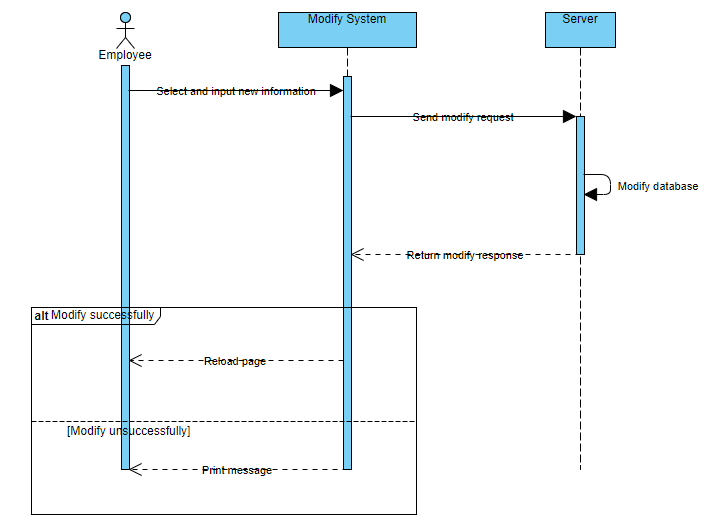 Modify System
Server
Employee
Select and input new information
Send modify request
Modify database
Return modify response
alt Modify successfully
Reload page
[Modify unsuccessfully]
Print message